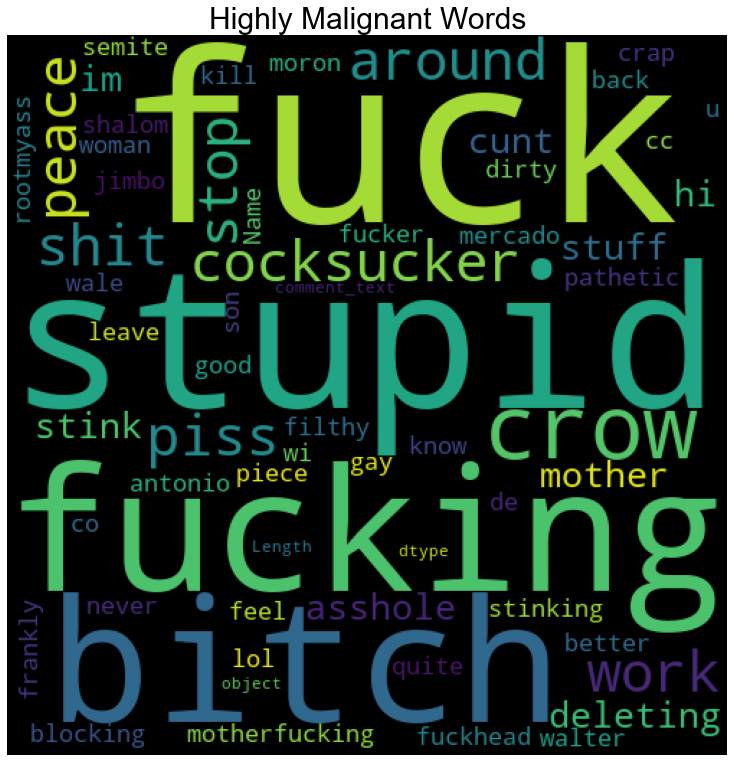 Highly Malignant Words
semite
kill
moron
around
crap
back
u
im
peace
rootmyass
shalom
woman
jimbo
stop
Name
fuck
cunt
cc
dirty
hi
shit
fucker
mercado
stuff
cocksucker
pathetic
wale
comment_text
son
leave
stupid
good
stink
piss
filthy
wi
know
crow
antonio
piece
gay
mother
de
co
fucking
Length
dtype
never
feel
asshole
stinking
frankly
bitch
lol
object
quite
better
work
deleting
blocking
motherfucking
fuckhead
walter